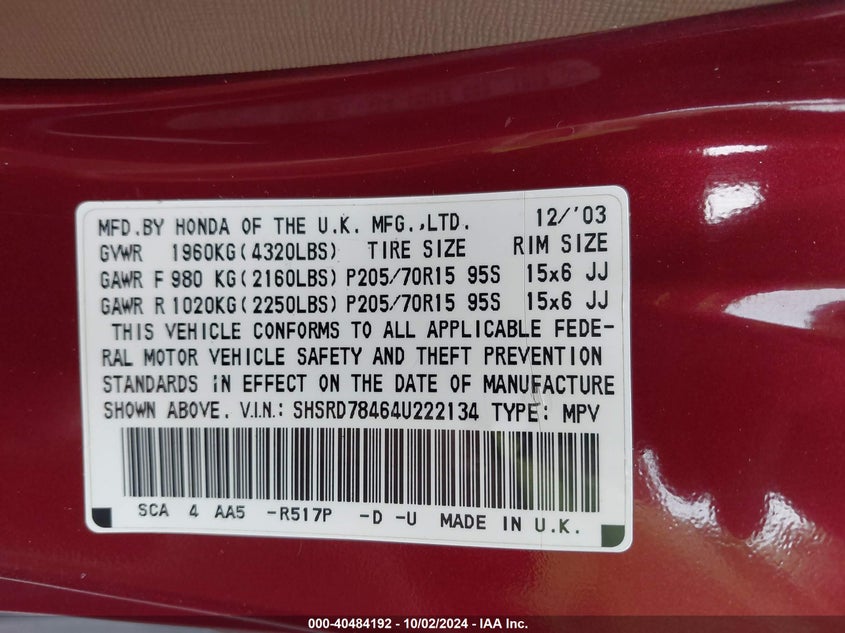 MFD.BY HONDA OF THE U.K. MFG.,LTD. 12/'03
GVWR 1960KG(4320LBS) TIRE SIZE RIM SIZE
GAWR F 980 KG(2160LBS) P205/70R15 95S 15x6 JJ
GAWR R 1020KG(2250LBS) P205/70R15 95S 15x6 JJ
THIS VEHICLE CONFORMS TO ALL APPLICABLE FEDE-
RAL MOTOR VEHICLE SAFETY AND THEFT PREVENTION
STANDARDS IN EFFECT ON THE DATE OF MANUFACTURE
SHOWN ABOVE. V.I.N.: SHSRD78464U222134 TYPE: MPV
SCA 4 AA5 -R517P -D -U MADE IN U.K.
000-40484192 - 10/02/2024 - IAA Inc.